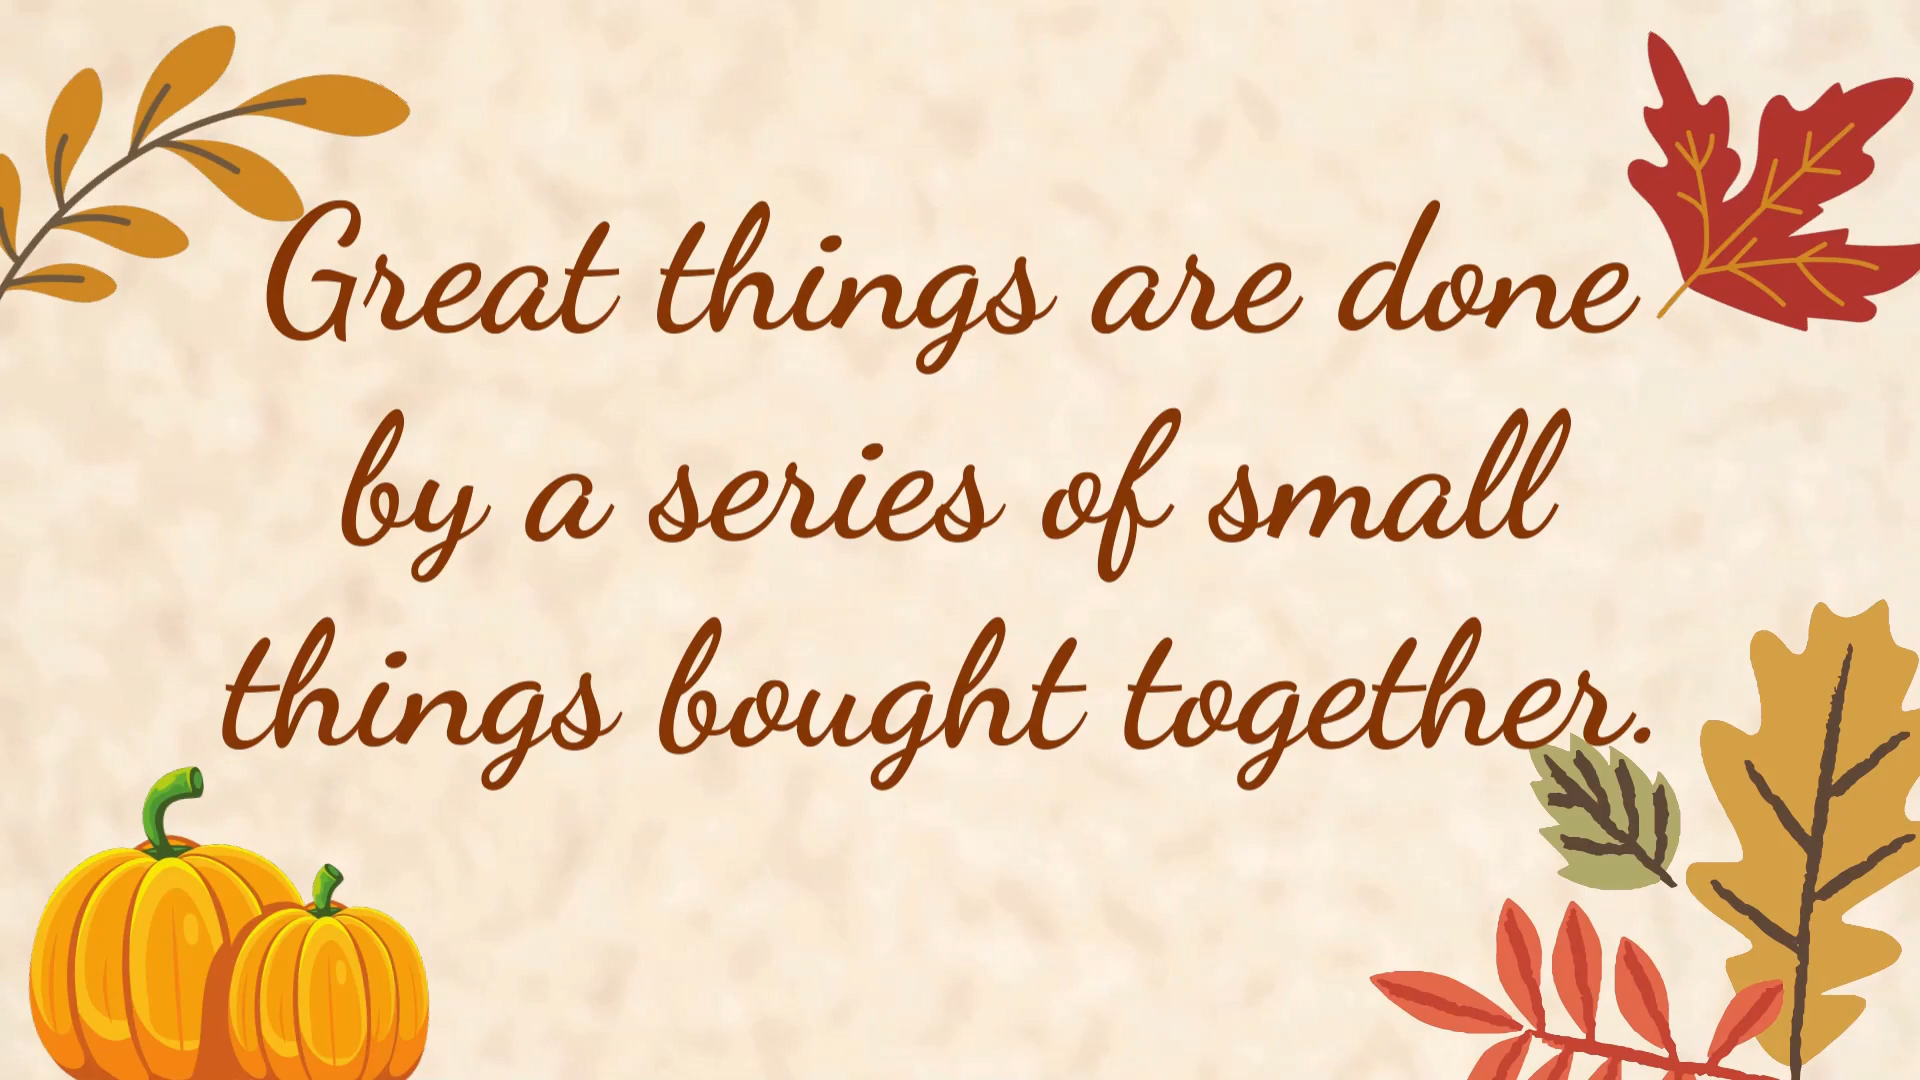 Great things are done
by a series of small
things bought together.